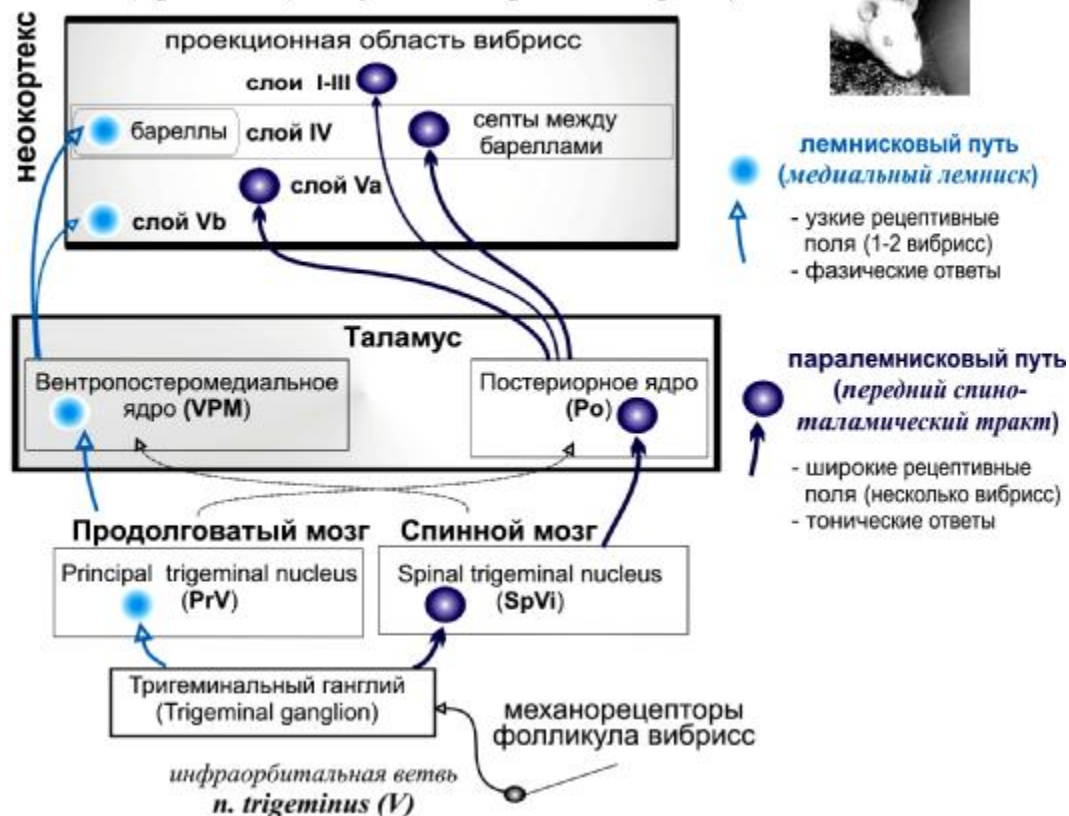 неокортекс
проекционная область вибрисс
слои I-III
бареллы
слой IV
септы между
бареллами
слой Va
слой Vb
лемнисковый путь
(медиальный лемниск)
- узкие рецептивные
поля (1-2 вибрисс)
- фазические ответы
Таламус
Вентропостеромедиальное
ядро (VPM)
Постериорное ядро
(Po)
паралемнисковый путь
(передний спино-
таламический тракт)
- широкие рецептивные
поля (несколько вибрисс)
- тонические ответы
Продолговатый мозг
Спинной мозг
Principal trigeminal nucleus
(PrV)
Spinal trigeminal nucleus
(SpVi)
Тригеминальный ганглий
(Trigeminal ganglion)
механорецепторы
фолликула вибрисс
инфраорбитальная ветвь
n. trigeminus (V)